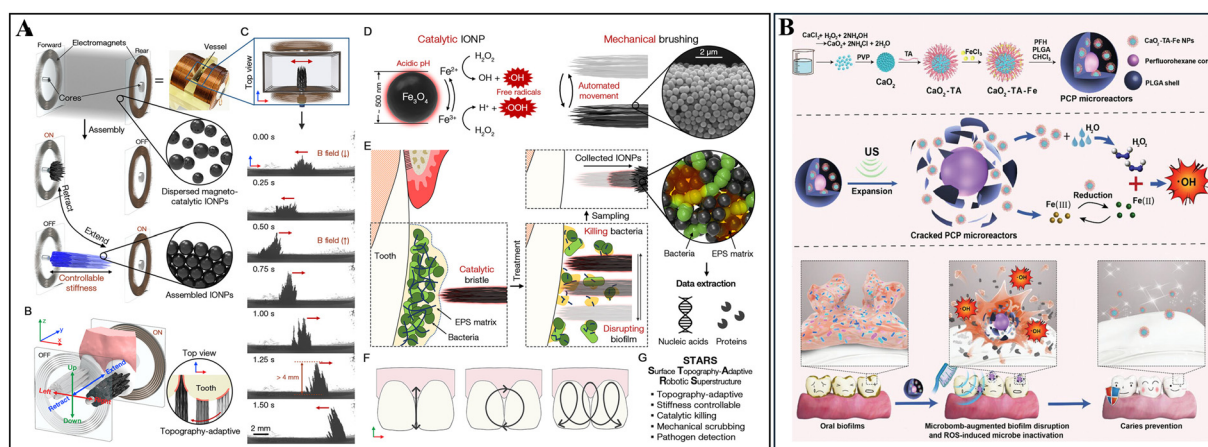 A
Forward
Electromagnets
Rear
Vessel
Cores
Assembly
ON
OFF
Dispersed magneto-
catalytic IONPs
Retract
Extend
OFF
ON
Controllable
stiffness
Assembled IONPs
B
z
y
x
OFF
ON
Up
Extend
Left
Retract
Down
Top view
Tooth
Topography-
adaptive
C
Top view
0.00 s
B field (↓)
0.25 s
0.50 s
B field (↑)
0.75 s
1.00 s
1.25 s
> 4 mm
1.50 s
2 mm
D
Catalytic IONP
Acidic pH
~ 500 nm
Fe3O4
Fe2+
Fe3+
H2O2
OH + ·OH
Free radicals
H+ + ·OOH
H2O2
Mechanical brushing
Automated
movement
2 μm
E
Tooth
Catalytic
bristle
EPS matrix
Bacteria
Treatment
Collected IONPs
Sampling
Killing bacteria
Disrupting
biofilm
Bacteria
EPS matrix
Data extraction
Nucleic acids
Proteins
F
G
STARS
Surface Topography-Adaptive
Robotic Superstructure
▪ Topography-adaptive
▪ Stiffness controllable
▪ Catalytic killing
▪ Mechanical scrubbing
▪ Pathogen detection
B
CaCl2 + H2O2 + 2NH3OH
→CaO2 + 2NH4Cl + 2H2O
PVP
CaO2
TA
CaO2-TA
FeCl3
CaO2-TA-Fe
PFH
PLGA
CHCl3
PCP microreactors
CaO2-TA-Fe NPs
Perfluorohexane core
PLGA shell
US
Expansion
Cracked PCP microreactors
H2O
H2O2
·OH
Reduction
Fe(III)
Fe(II)
·OH
·OH
·OH
Oral biofilms
Microbomb-augmented biofilm disruption
and ROS-induced microbe inactivation
Caries prevention